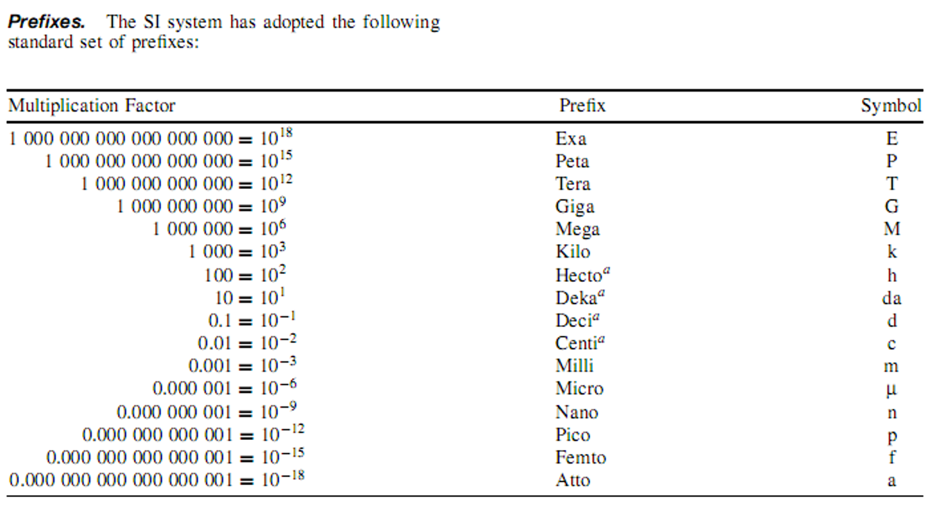 Prefixes. The SI system has adopted the following
standard set of prefixes:
Multiplication Factor Prefix Symbol
1 000 000 000 000 000 000 = 10¹⁸ Exa E
1 000 000 000 000 000 = 10¹⁵ Peta P
1 000 000 000 000 = 10¹² Tera T
1 000 000 000 = 10⁹ Giga G
1 000 000 = 10⁶ Mega M
1 000 = 10³ Kilo k
100 = 10² Hectoᵃ h
10 = 10¹ Dekaᵃ da
0.1 = 10⁻¹ Deciᵃ d
0.01 = 10⁻² Centiᵃ c
0.001 = 10⁻³ Milli m
0.000 001 = 10⁻⁶ Micro μ
0.000 000 001 = 10⁻⁹ Nano n
0.000 000 000 001 = 10⁻¹² Pico p
0.000 000 000 000 001 = 10⁻¹⁵ Femto f
0.000 000 000 000 000 001 = 10⁻¹⁸ Atto a